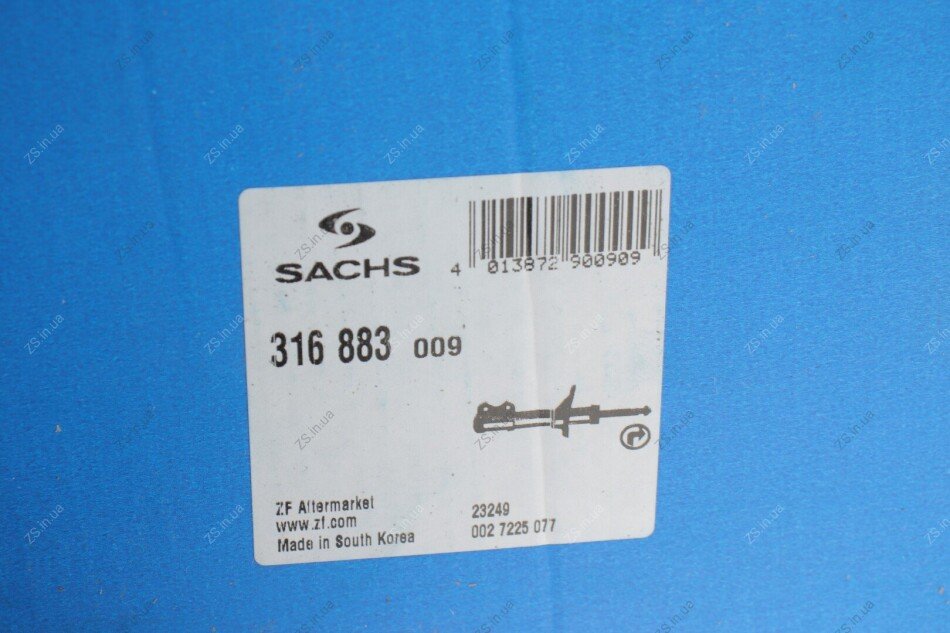 SACHS
4 013872 900909
316 883 009
ZF Aftermarket
www.zf.com
Made in South Korea
23249
002 7225 077
ZS.in.ua